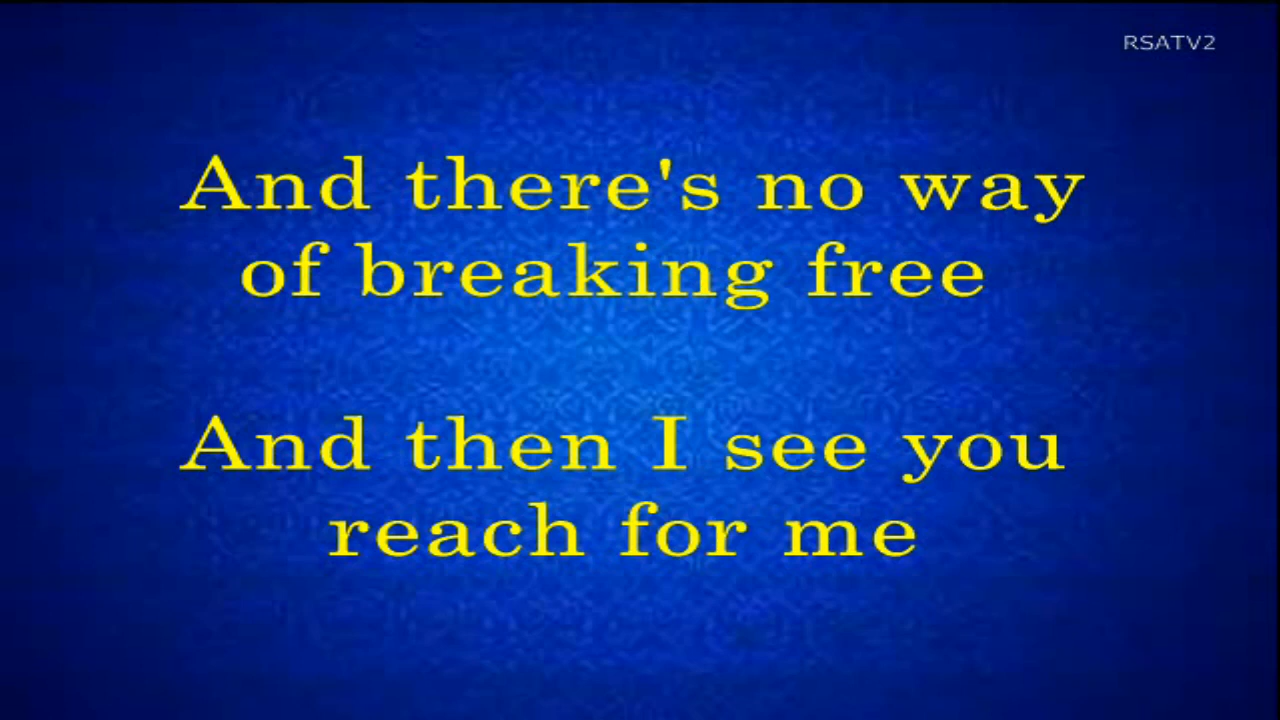 RSATV2
And there's no way
of breaking free
And then I see you
reach for me